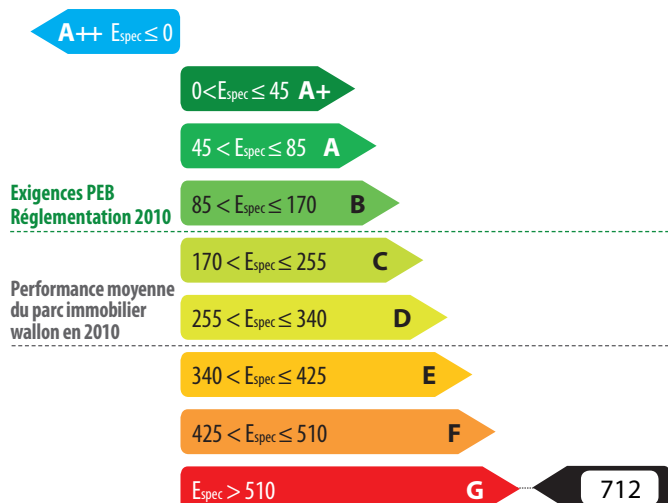 A++ Espec ≤ 0
0<Espec ≤ 45 A+
45 < Espec ≤ 85 A
Exigences PEB
Réglementation 2010
85 < Espec ≤ 170 B
170 < Espec ≤ 255 C
Performance moyenne
du parc immobilier
wallon en 2010
255 < Espec ≤ 340 D
340 < Espec ≤ 425 E
425 < Espec ≤ 510 F
Espec > 510 G 712